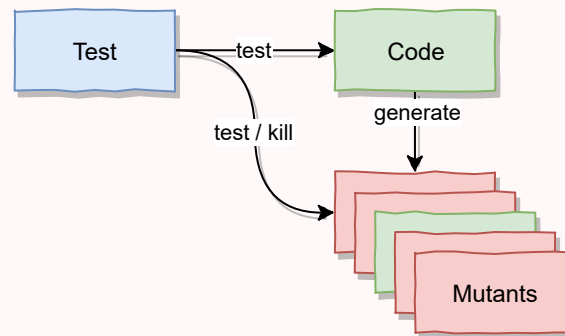 Test
test
Code
generate
test / kill
Mutants